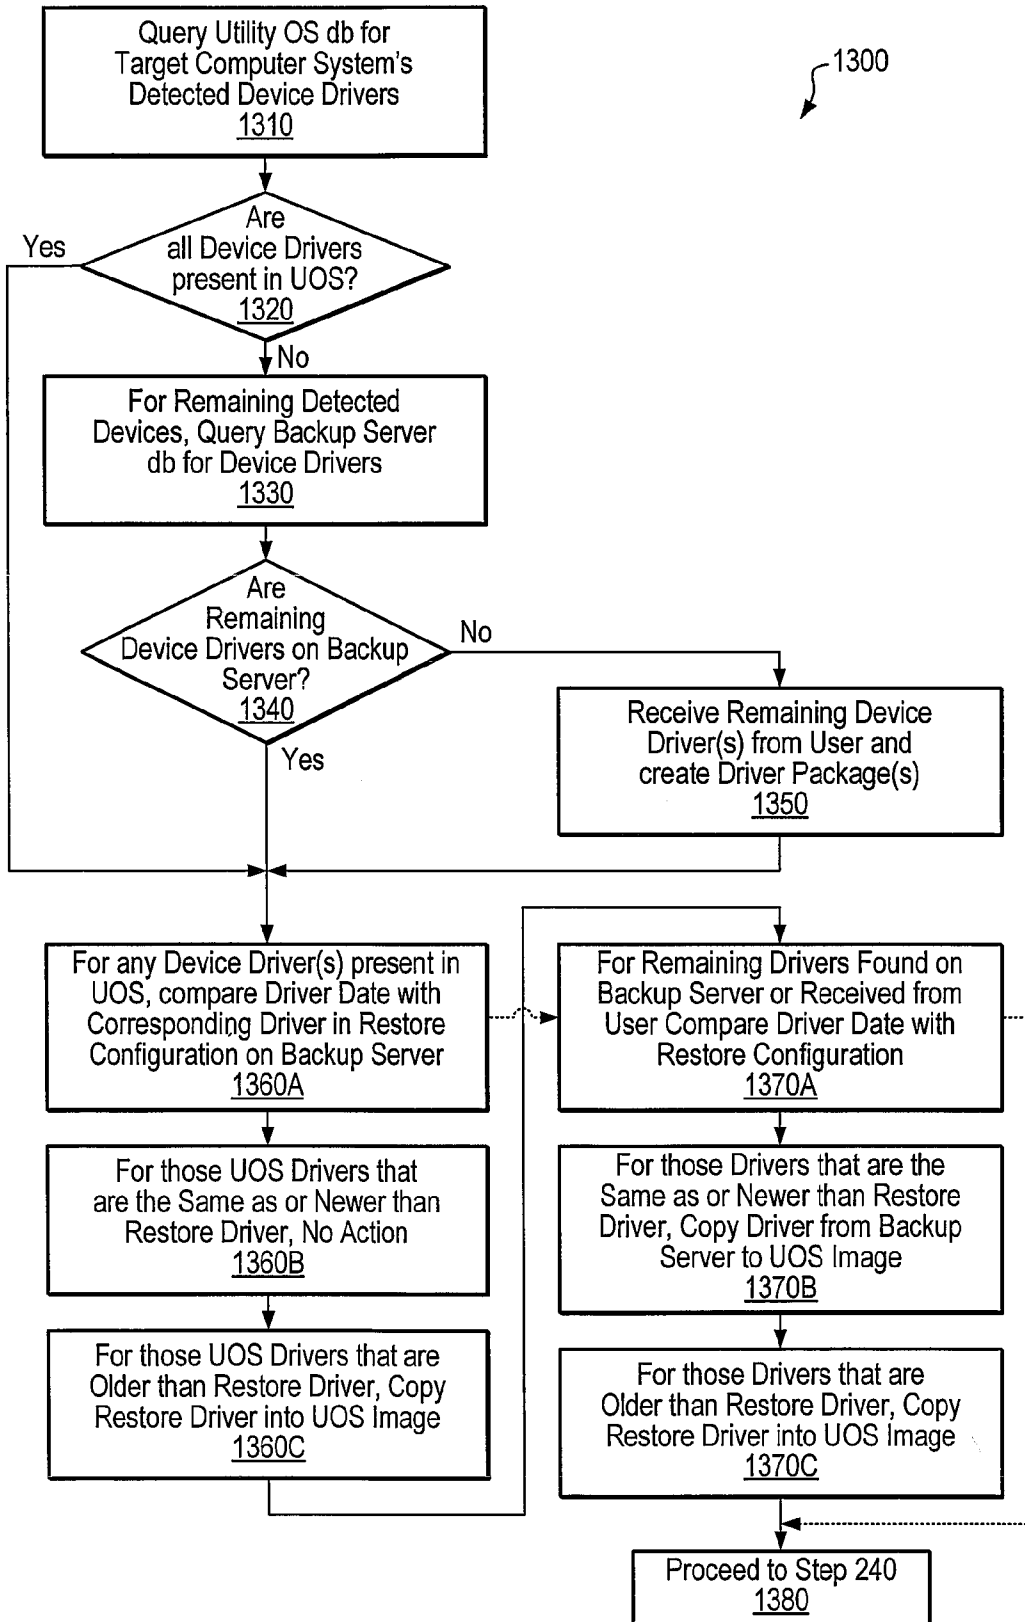 Query Utility OS db for
Target Computer System's
Detected Device Drivers
1310
1300
Are
all Device Drivers
present in UOS?
1320
Yes
No
For Remaining Detected
Devices, Query Backup Server
db for Device Drivers
1330
Are
Remaining
Device Drivers on Backup
Server?
1340
No
Yes
Receive Remaining Device
Driver(s) from User and
create Driver Package(s)
1350
For any Device Driver(s) present in
UOS, compare Driver Date with
Corresponding Driver in Restore
Configuration on Backup Server
1360A
For Remaining Drivers Found on
Backup Server or Received from
User Compare Driver Date with
Restore Configuration
1370A
For those UOS Drivers that
are the Same as or Newer than
Restore Driver, No Action
1360B
For those Drivers that are the
Same as or Newer than Restore
Driver, Copy Driver from Backup
Server to UOS Image
1370B
For those UOS Drivers that are
Older than Restore Driver, Copy
Restore Driver into UOS Image
1360C
For those Drivers that are
Older than Restore Driver, Copy
Restore Driver into UOS Image
1370C
Proceed to Step 240
1380